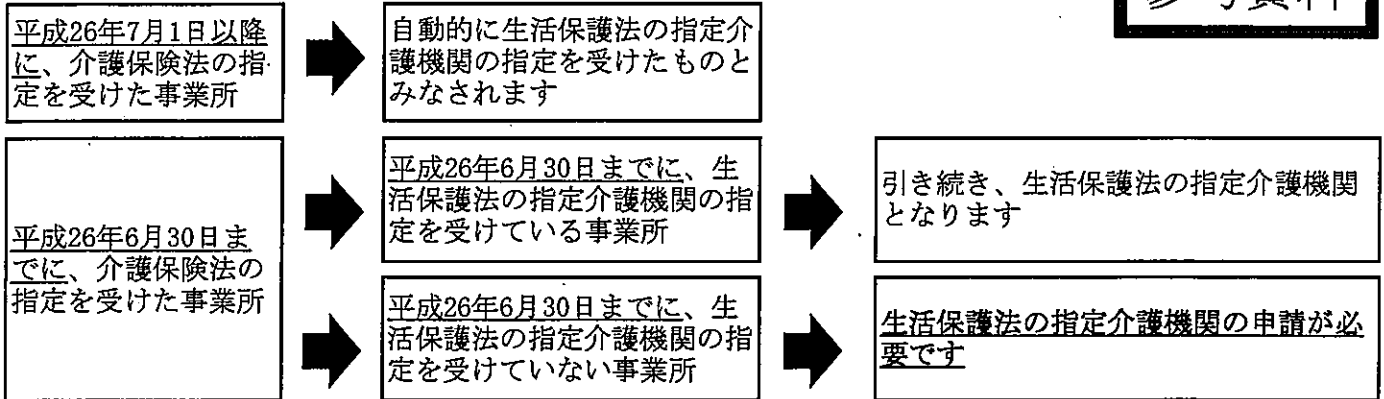 参考資料
平成26年7月1日以降
に、介護保険法の指
定を受けた事業所
自動的に生活保護法の指定介
護機関の指定を受けたものと
みなされます
平成26年6月30日ま
でに、介護保険法の
指定を受けた事業所
平成26年6月30日までに、生
活保護法の指定介護機関の指
定を受けている事業所
引き続き、生活保護法の指定介護機関
となります
平成26年6月30日までに、生
活保護法の指定介護機関の指
定を受けていない事業所
生活保護法の指定介護機関の申請が必
要です